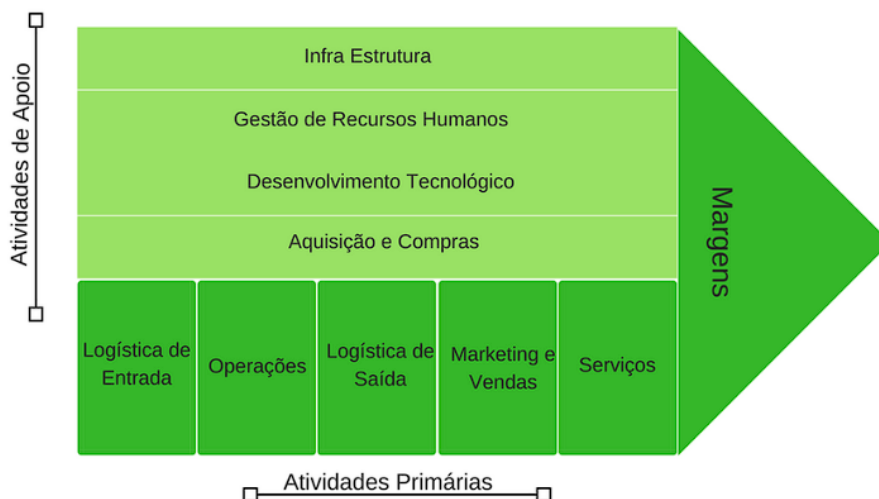 Atividades de Apoio
Infra Estrutura
Gestão de Recursos Humanos
Desenvolvimento Tecnológico
Aquisição e Compras
Margens
Logística de
Entrada
Operações
Logística de
Saída
Marketing e
Vendas
Serviços
Atividades Primárias